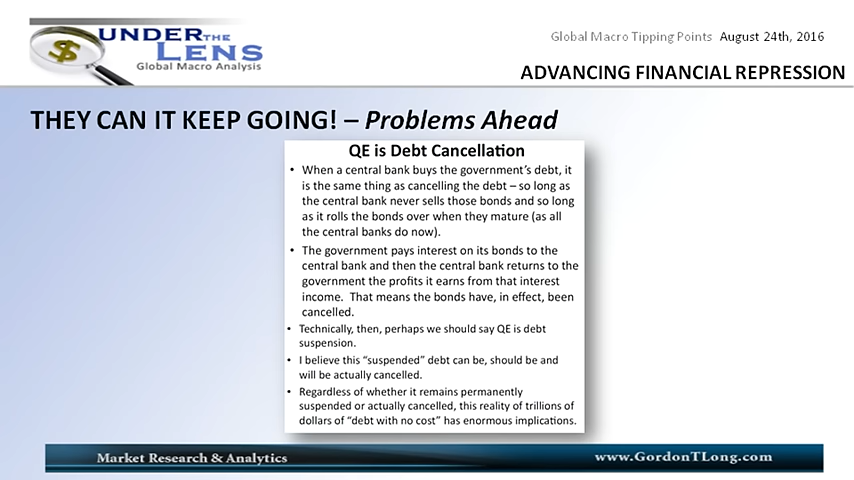 UNDER THE
LENS
Global Macro Analysis
Global Macro Tipping Points August 24th, 2016
ADVANCING FINANCIAL REPRESSION
THEY CAN IT KEEP GOING! – Problems Ahead
QE is Debt Cancellation
• When a central bank buys the government's debt, it
is the same thing as cancelling the debt – so long as
the central bank never sells those bonds and so long
as it rolls the bonds over when they mature (as all
the central banks do now).
• The government pays interest on its bonds to the
central bank and then the central bank returns to the
government the profits it earns from that interest
income. That means the bonds have, in effect, been
cancelled.
• Technically, then, perhaps we should say QE is debt
suspension.
• I believe this "suspended" debt can be, should be and
will be actually cancelled.
• Regardless of whether it remains permanently
suspended or actually cancelled, this reality of trillions of
dollars of "debt with no cost" has enormous implications.
Market Research & Analytics
www.GordonTLong.com